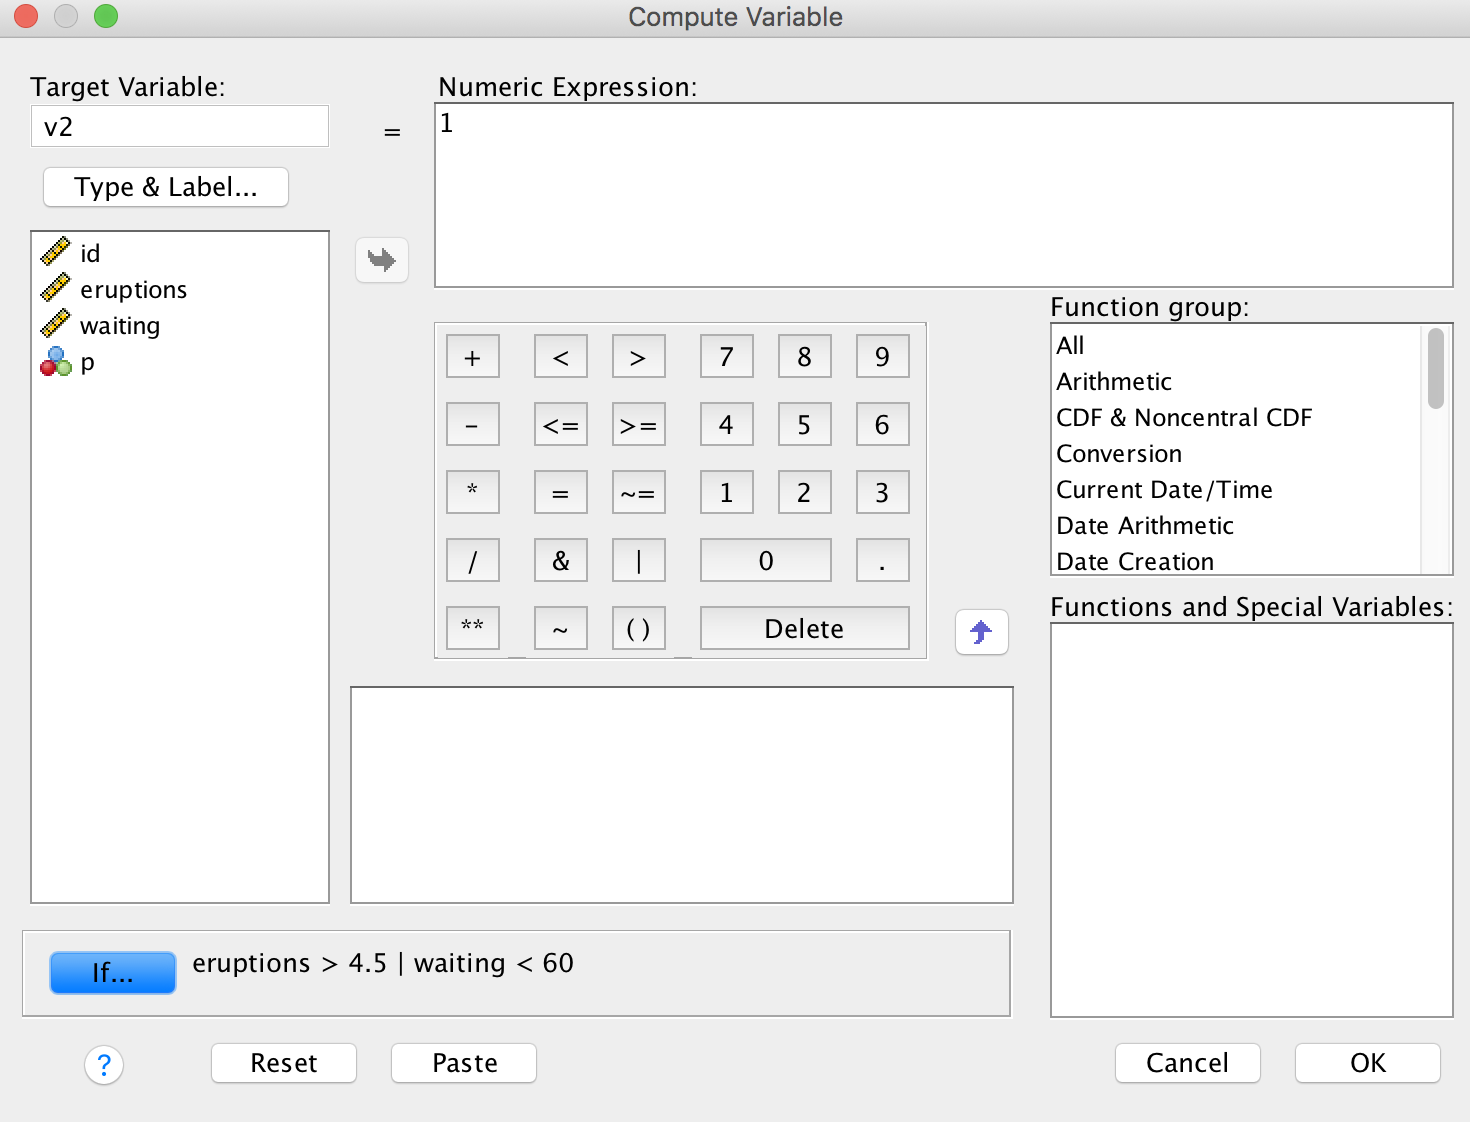 Compute Variable
Target Variable:
v2
=
Numeric Expression:
1
Type & Label...
id
eruptions
waiting
p
+ < > 7 8 9
- <= >= 4 5 6
* = ~= 1 2 3
/ & | 0 .
** ~ () Delete
Function group:
All
Arithmetic
CDF & Noncentral CDF
Conversion
Current Date/Time
Date Arithmetic
Date Creation
Functions and Special Variables:
If... eruptions > 4.5 | waiting < 60
? Reset Paste Cancel OK